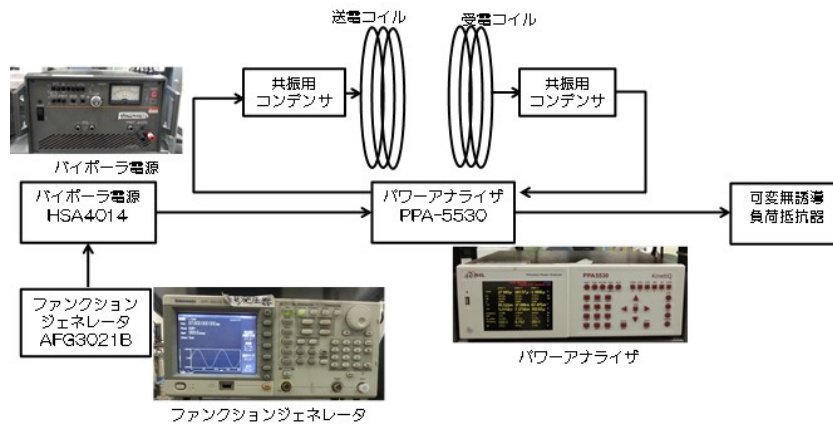 送電コイル
受電コイル
共振用
コンデンサ
共振用
コンデンサ
バイポーラ電源
バイポーラ電源
HSA4014
パワーアナライザ
PPA-5530
可変無誘導
負荷抵抗器
ファンクション
ジェネレータ
AFG3021B
Tektronix
PPA5530
KinetiQ
パワーアナライザ
ファンクションジェネレータ